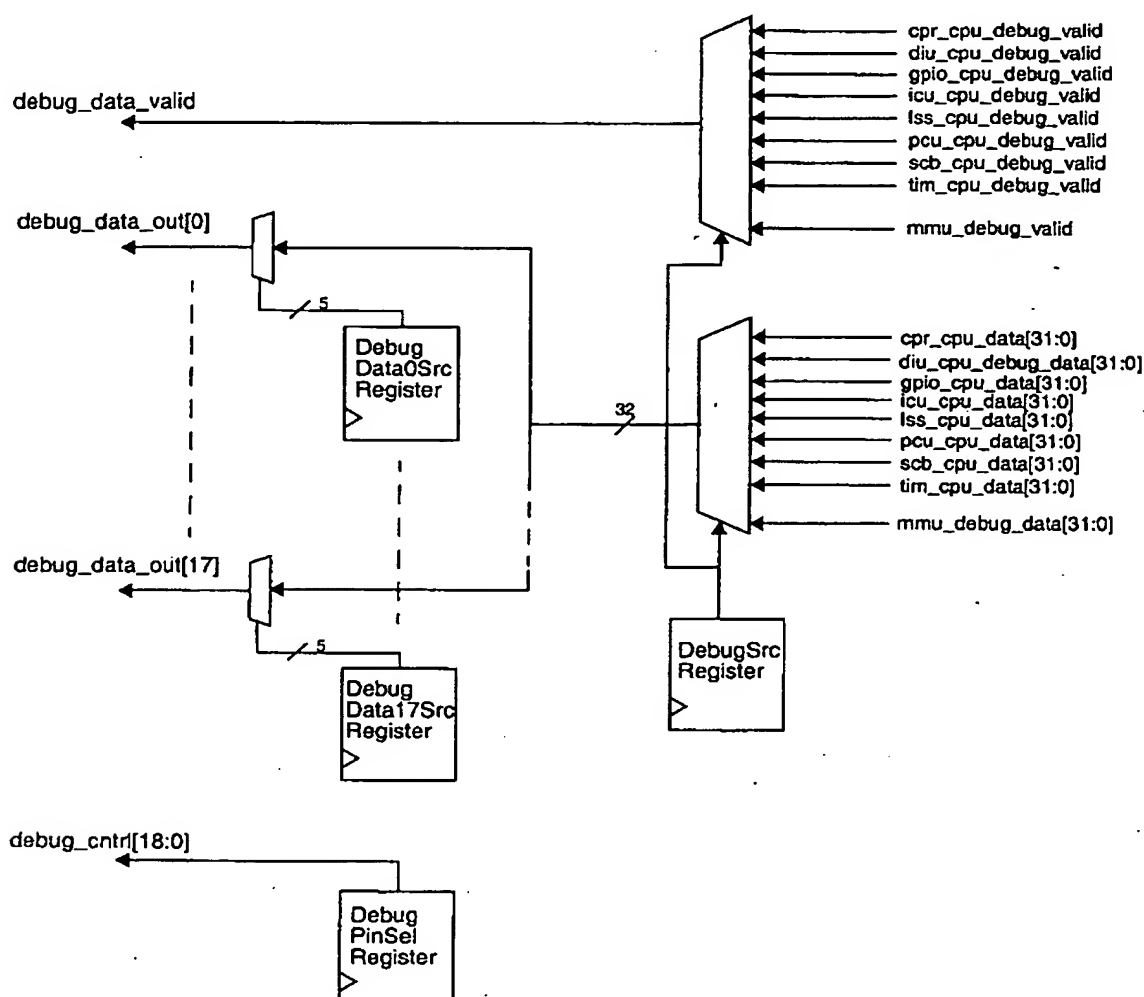 cpr_cpu_debug_valid
diu_cpu_debug_valid
gpio_cpu_debug_valid
icu_cpu_debug_valid
lss_cpu_debug_valid
pcu_cpu_debug_valid
scb_cpu_debug_valid
tim_cpu_debug_valid
mmu_debug_valid
debug_data_valid
debug_data_out[0]
5
Debug
Data0Src
Register
32
cpr_cpu_data[31:0]
diu_cpu_debug_data[31:0]
gpio_cpu_data[31:0]
icu_cpu_data[31:0]
lss_cpu_data[31:0]
pcu_cpu_data[31:0]
scb_cpu_data[31:0]
tim_cpu_data[31:0]
mmu_debug_data[31:0]
debug_data_out[17]
5
Debug
Data17Src
Register
DebugSrc
Register
debug_cntrl[18:0]
Debug
PinSel
Register